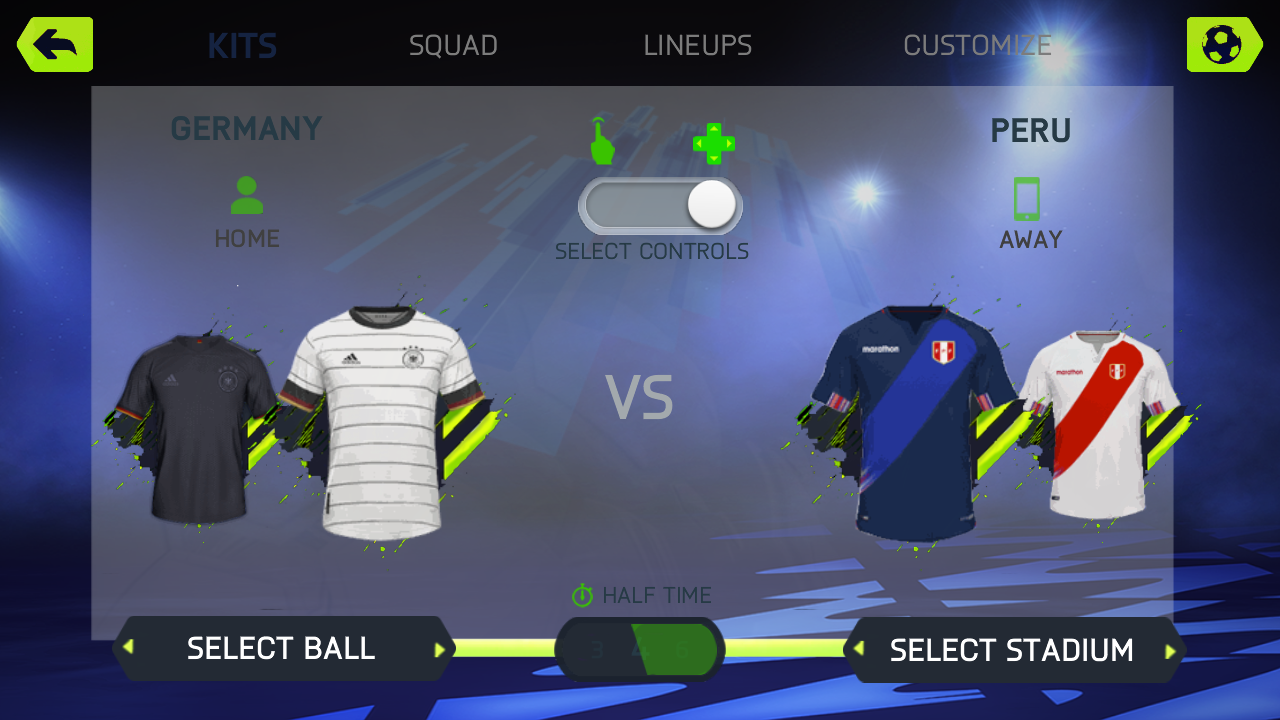 KITS SQUAD LINEUPS CUSTOMIZE
GERMANY
PERU
HOME
AWAY
SELECT CONTROLS
marathon
marathon
VS
HALF TIME
3 4 6
SELECT BALL
SELECT STADIUM